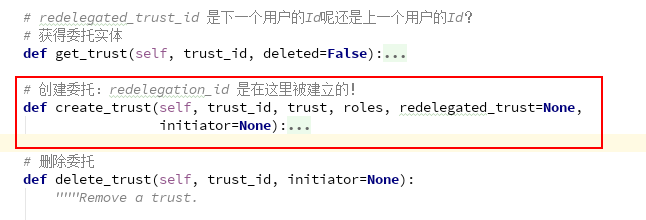 # redelegated_trust_id 是下一个用户的Id呢还是上一个用户的Id?
# 获得委托实体
def get_trust(self, trust_id, deleted=False):...
# 创建委托: redelegation_id 是在这里被建立的!
def create_trust(self, trust_id, trust, roles, redelegated_trust=None,
initiator=None):...
# 删除委托
def delete_trust(self, trust_id, initiator=None):
"""Remove a trust.